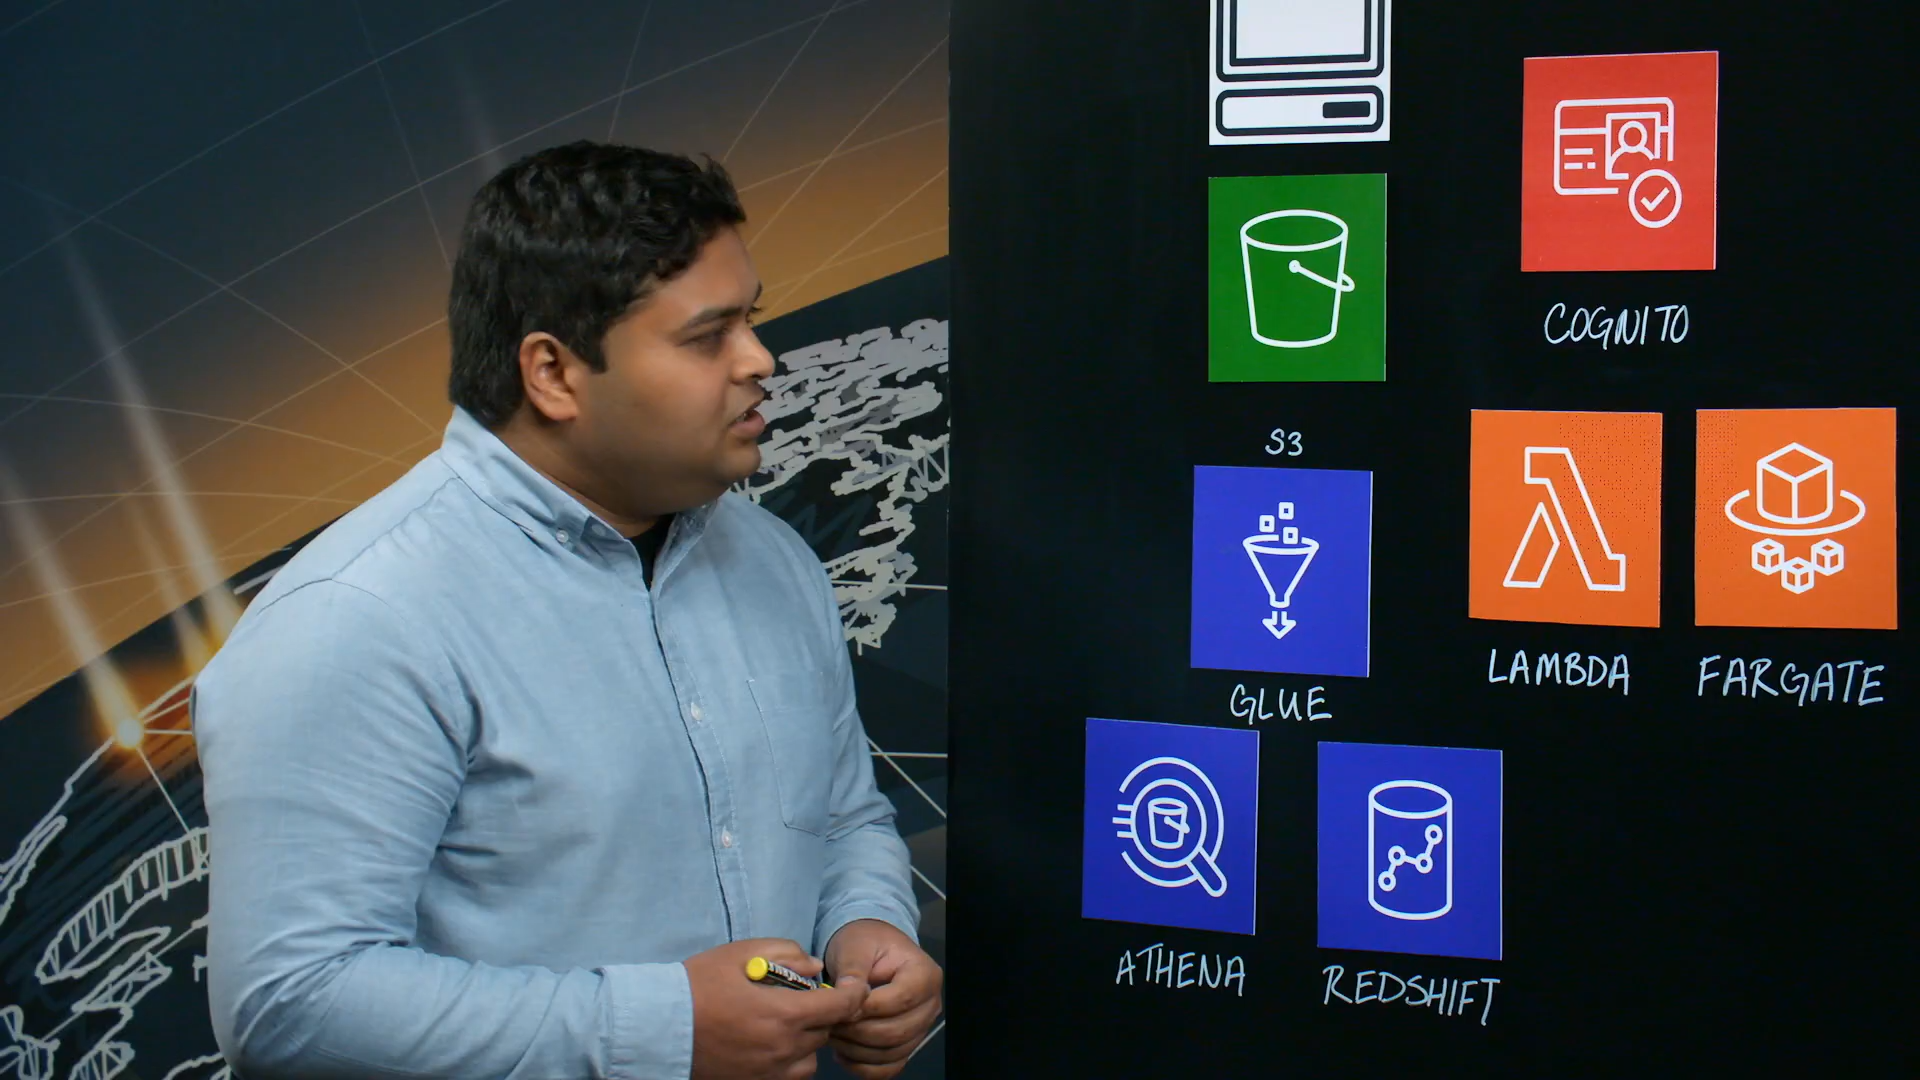 COGNITO
S3
LAMBDA
FARGATE
GLUE
ATHENA
REDSHIFT